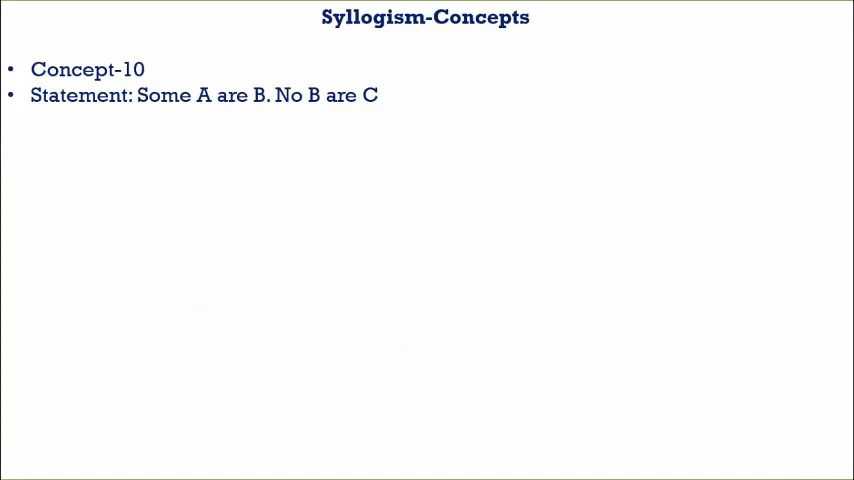 Syllogism-Concepts
• Concept-10
• Statement: Some A are B. No B are C